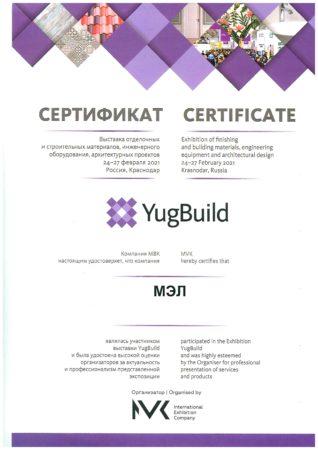 СЕРТИФИКАТ
Выставка отделочных
и строительных материалов, инженерного
оборудования, архитектурных проектов
24–27 февраля 2021
Россия, Краснодар
CERTIFICATE
Exhibition of finishing
and building materials, engineering
equipment and architectural design
24–27 February 2021
Krasnodar, Russia
YugBuild
Компания МВК
настоящим удостоверяет, что компания
MVK
hereby certifies that
МЭЛ
являлась участником
выставки YugBuild
и была удостоена высокой оценки
организаторов за актуальность
и профессионализм представленной
экспозиции
participated in the Exhibition
YugBuild
and was highly esteemed
by the Organiser for professional
presentation of services
and products
Организатор | Organised by
MVK
International
Exhibition
Company